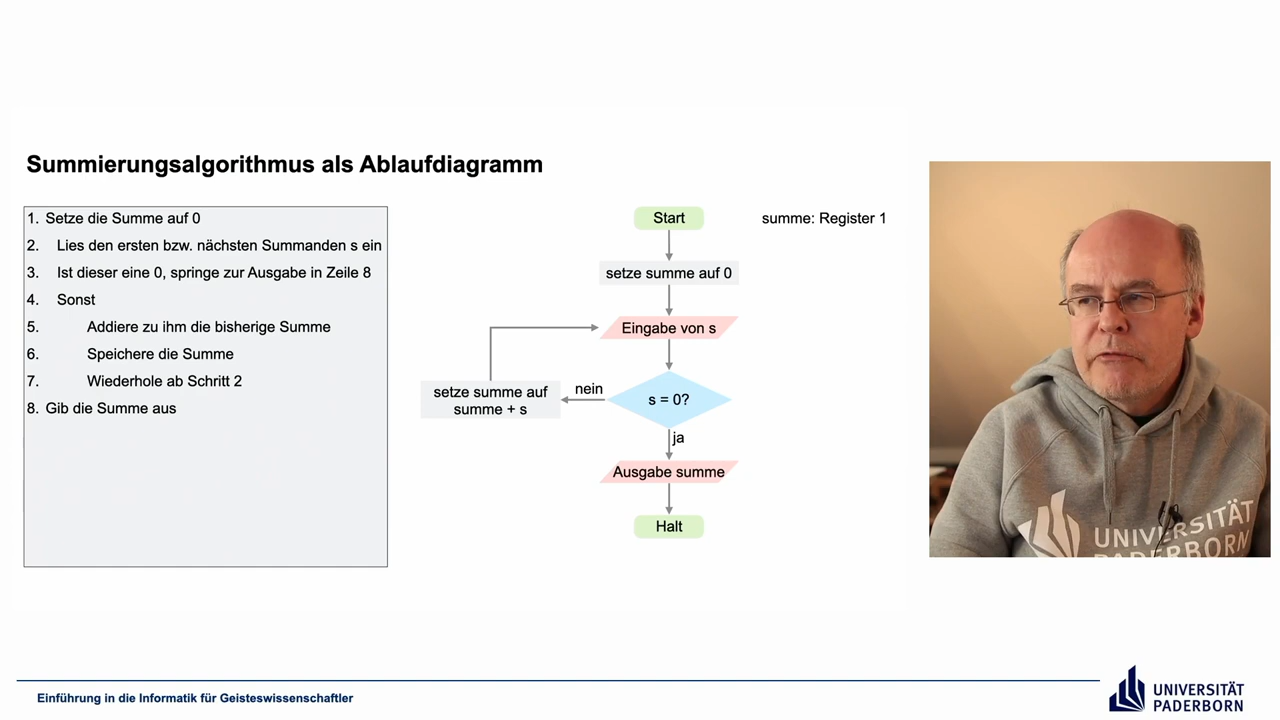 Summierungsalgorithmus als Ablaufdiagramm
1. Setze die Summe auf 0
2. Lies den ersten bzw. nächsten Summanden s ein
3. Ist dieser eine 0, springe zur Ausgabe in Zeile 8
4. Sonst
5. Addiere zu ihm die bisherige Summe
6. Speichere die Summe
7. Wiederhole ab Schritt 2
8. Gib die Summe aus
Start
summe: Register 1
setze summe auf 0
Eingabe von s
setze summe auf
summe + s
nein
s = 0?
ja
Ausgabe summe
Halt
UNIVERSITÄT
PADERBORN
Einführung in die Informatik für Geisteswissenschaftler
UNIVERSITÄT
PADERBORN